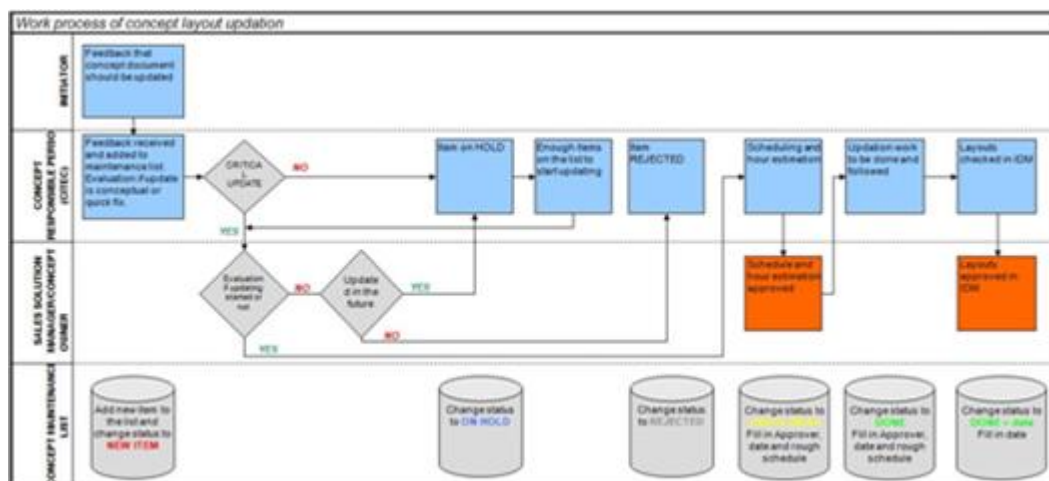 Work process of concept layout updation
INITIATOR
Feedback that
concept document
should be updated
CONCEPT
RESPONSIBLE PERSO
(CITEC)
Feedback received
and added to
maintenance list.
Evaluation if update
is conceptual or
quick fix.
CRITICA
L
UPDATE
NO
YES
Item on HOLD
Enough items
on the list to
start updating
Item
REJECTED
Scheduling and
hour estimation
Updation work
to be done and
followed
Layouts
checked in IDM
SALES SOLUTION
MANAGER/CONCEPT
OWNER
Evaluation
if updating
started or
not
NO
YES
Update
d in the
future
YES
NO
Schedule and
hour estimation
approved
Layouts
approved in
IDM
CONCEPT MAINTENANCE
LIST
Add new item to
the list and
change status to
NEW ITEM
Change status
to ON HOLD
Change status
to REJECTED
Change status to
Fill in Approver,
date and rough
schedule
Change status to
DONE
Fill in Approver,
date and rough
schedule
Change status to
DONE + date
Fill in date